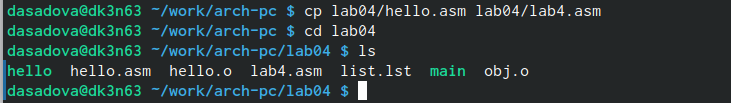 dasadova@dk3n63 ~/work/arch-pc $ cp lab04/hello.asm lab04/lab4.asm
dasadova@dk3n63 ~/work/arch-pc $ cd lab04
dasadova@dk3n63 ~/work/arch-pc/lab04 $ ls
hello  hello.asm  hello.o  lab4.asm  list.lst  main  obj.o
dasadova@dk3n63 ~/work/arch-pc/lab04 $